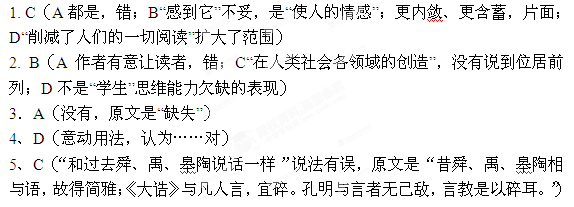 1. C（A 都是，错；B“感到它”不妥，是“使人的情感”；更内敛、更含蓄，片面；
D“削减了人们的一切阅读”扩大了范围）
2. B（A 作者有意让读者，错；C“在人类社会各领域的创造”，没有说到位居前
列；D 不是“学生”思维能力欠缺的表现）
3．A（没有，原文是“缺失”）
4、D（意动用法，认为……对）
5、C（“和过去舜、禹、臯陶说话一样 ”说法有误，原文是“昔舜、禹、臯陶相
与语，故得简雅；《大诰》与凡人言，宜碎。孔明与言者无已敌，言教是以碎耳。”）